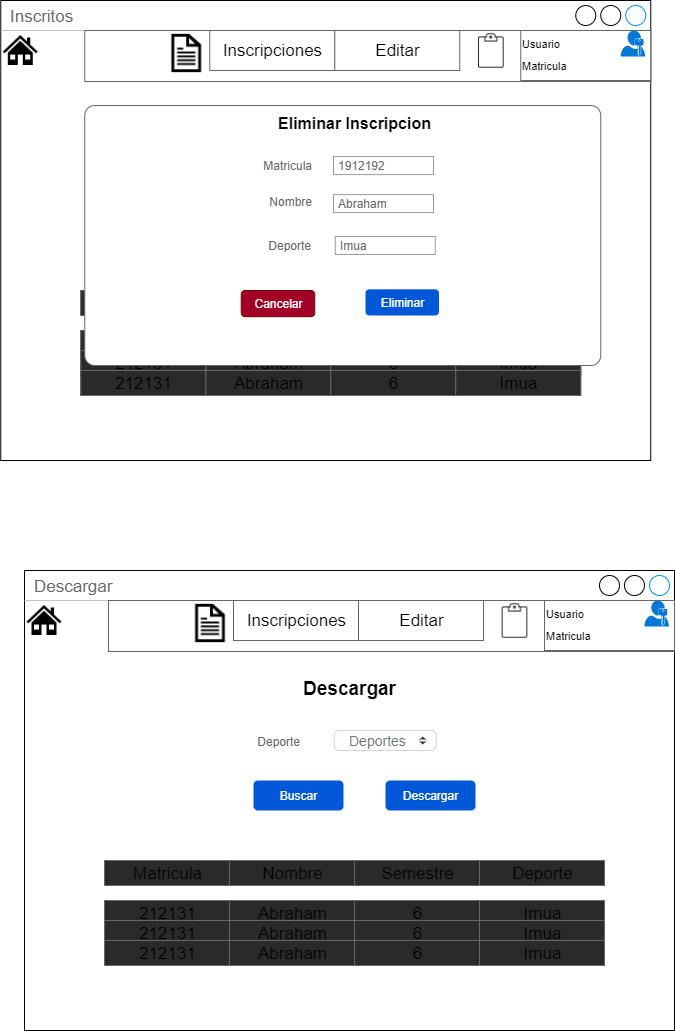 Inscritos
Inscripciones Editar
Usuario
Matricula
Eliminar Inscripcion
Matricula 1912192
Nombre Abraham
Deporte Imua
Cancelar Eliminar
212131 Abraham 6 Imua
212131 Abraham 6 Imua
Descargar
Inscripciones Editar
Usuario
Matricula
Descargar
Deporte Deportes
Buscar Descargar
Matricula Nombre Semestre Deporte
212131 Abraham 6 Imua
212131 Abraham 6 Imua
212131 Abraham 6 Imua